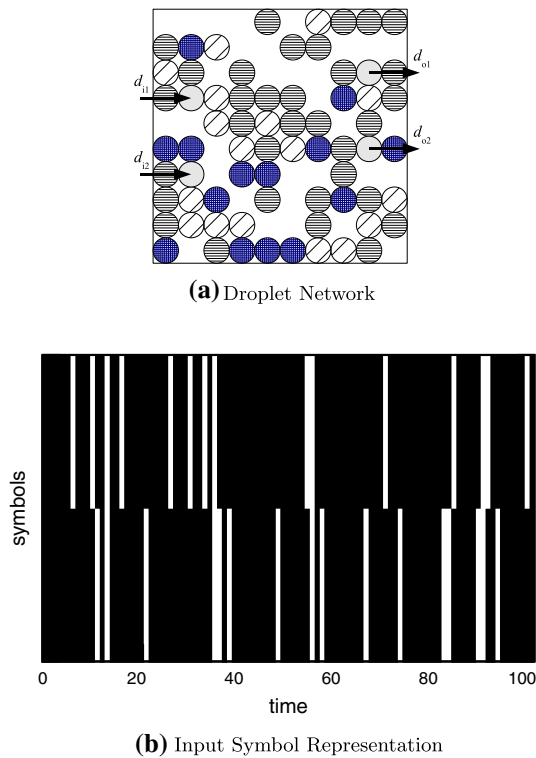 d_i1
d_o1
d_i2
d_o2
(a) Droplet Network
symbols
0 20 40 60 80 100
time
(b) Input Symbol Representation